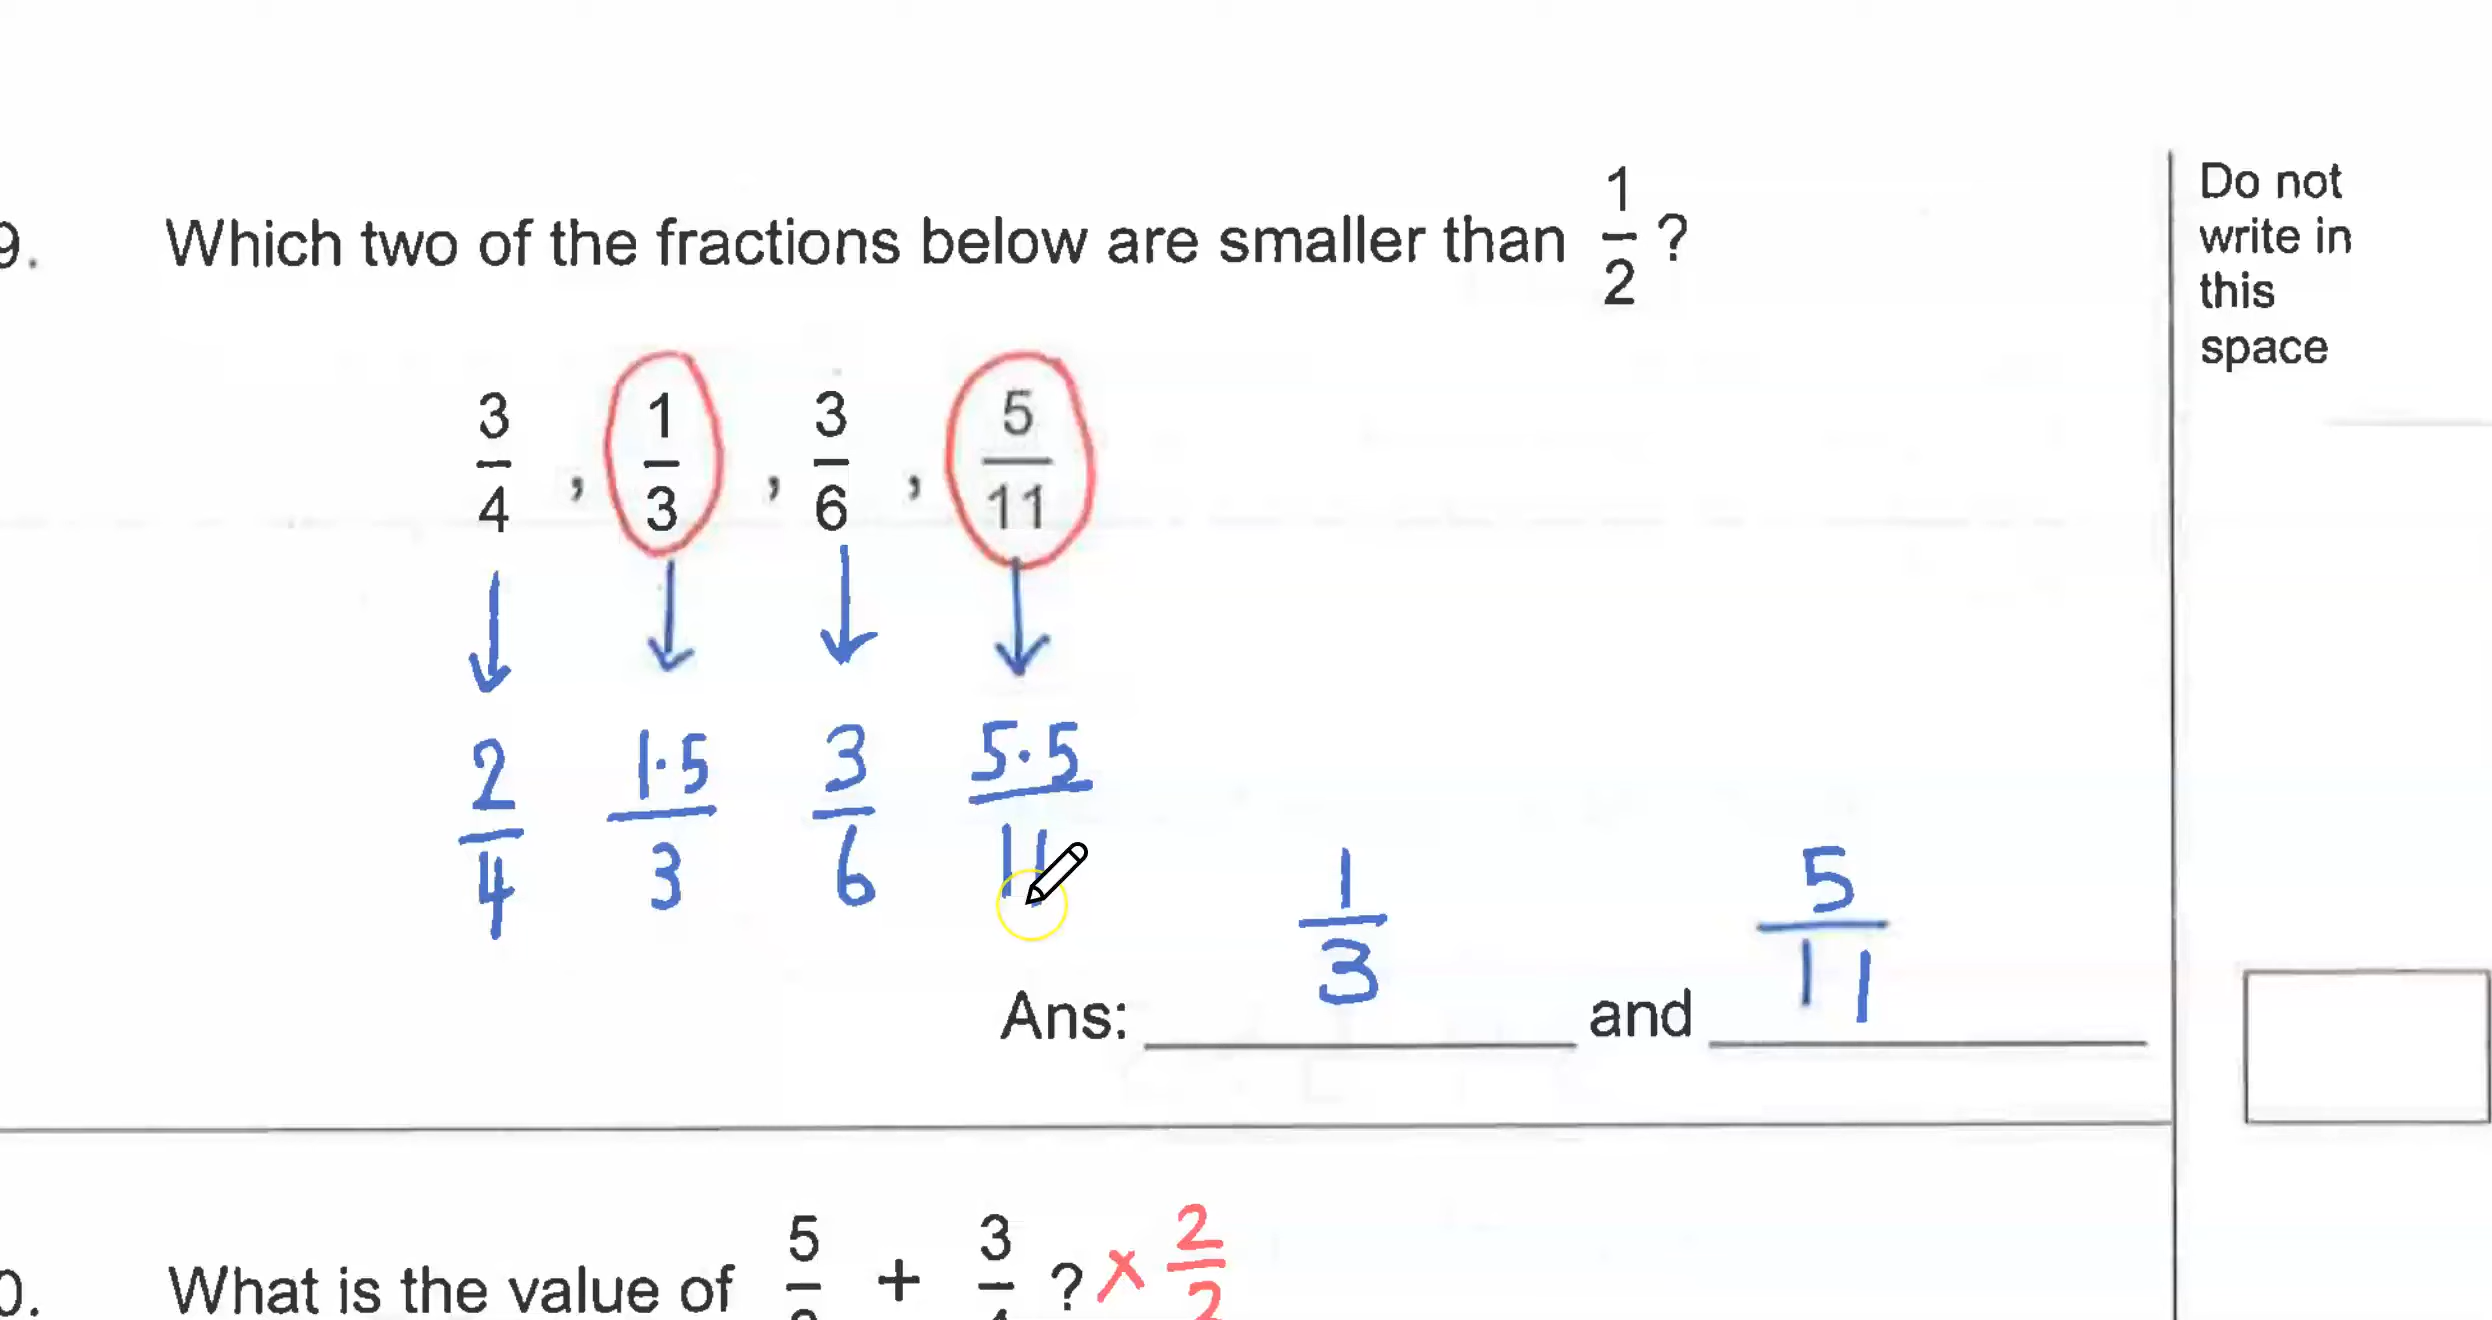 9. Which two of the fractions below are smaller than 1/2 ?
Do not
write in
this
space
3/4 , 1/3 , 3/6 , 5/11
2/4 1.5/3 3/6 5.5/11
Ans: 1/3 and 5/11
What is the value of 5/ + 3/ ? × 2/2